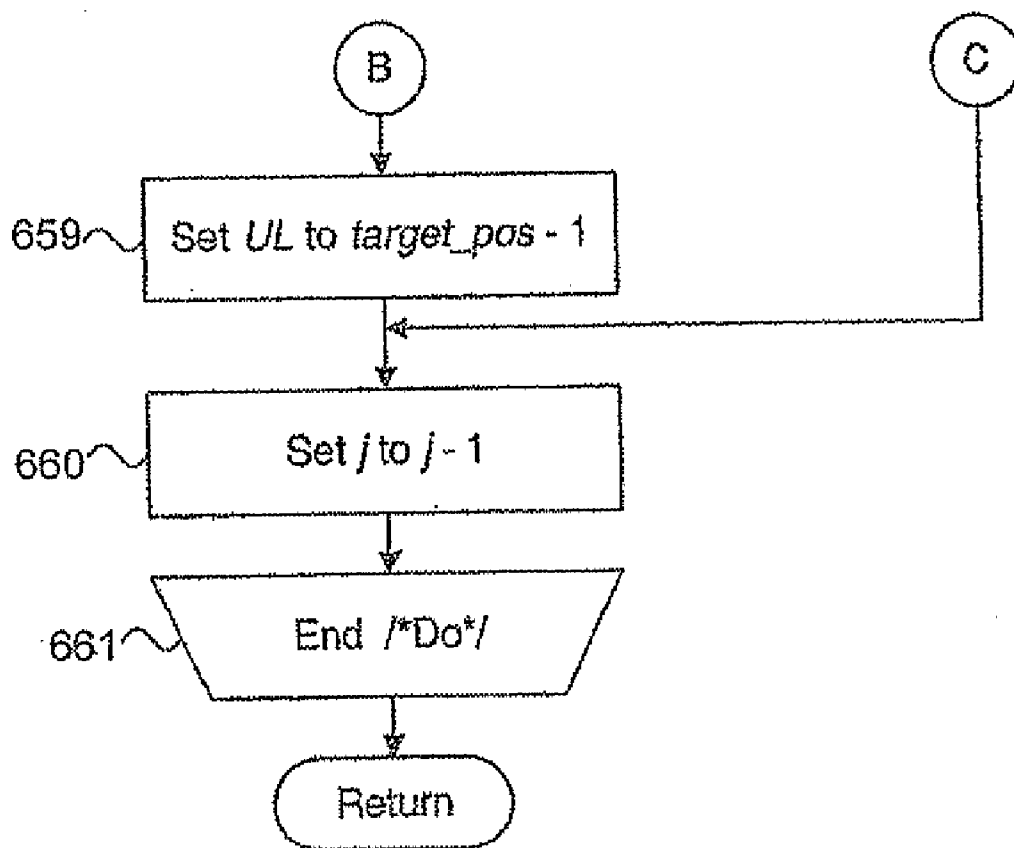 B
C
659
Set UL to target_pos - 1
660
Set j to j - 1
661
End /*Do*/
Return